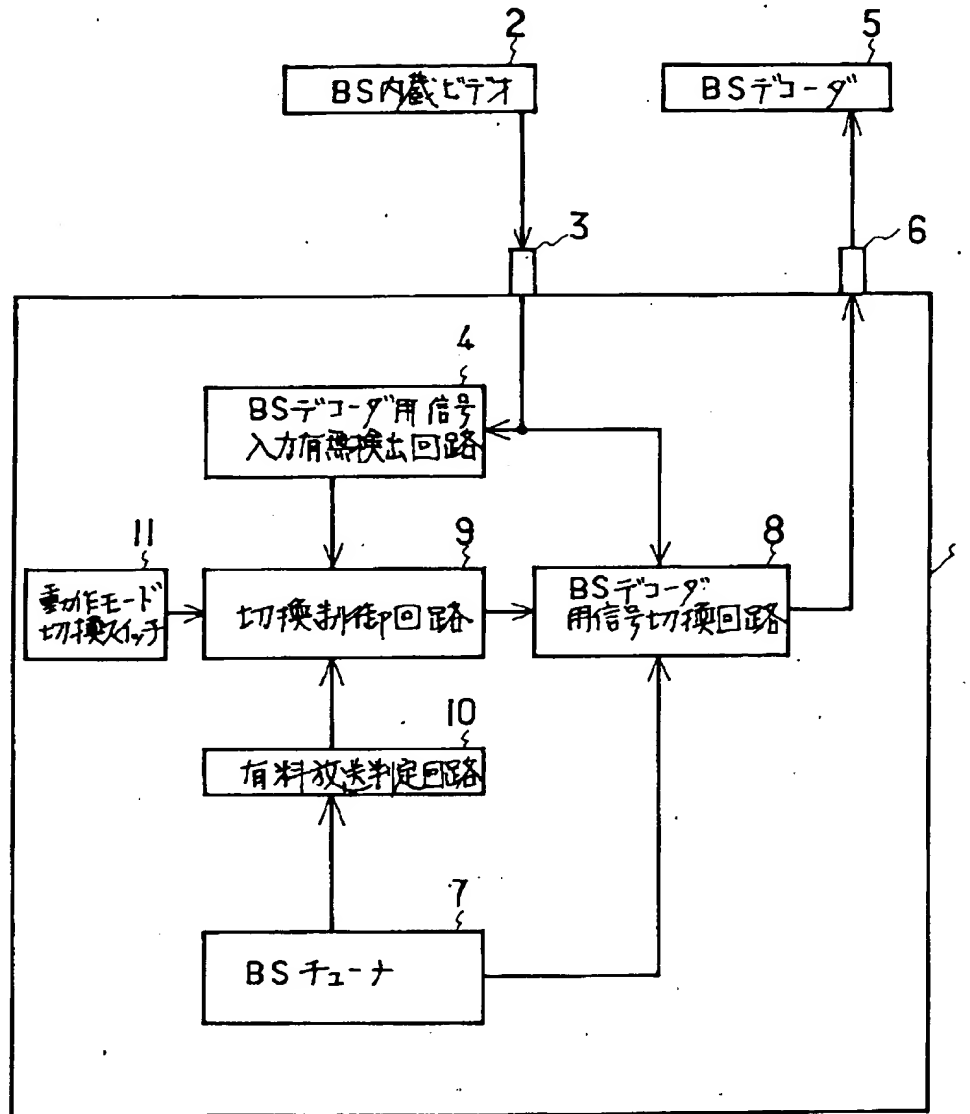 2
BS内蔵ビデオ
5
BSデコーダ
3
6
4
BSデコーダ用信号
入力有無検出回路
11
動作モード
切換スイッチ
9
切換制御回路
8
BSデコーダ
用信号切換回路
10
有料放送判定回路
7
BSチューナ